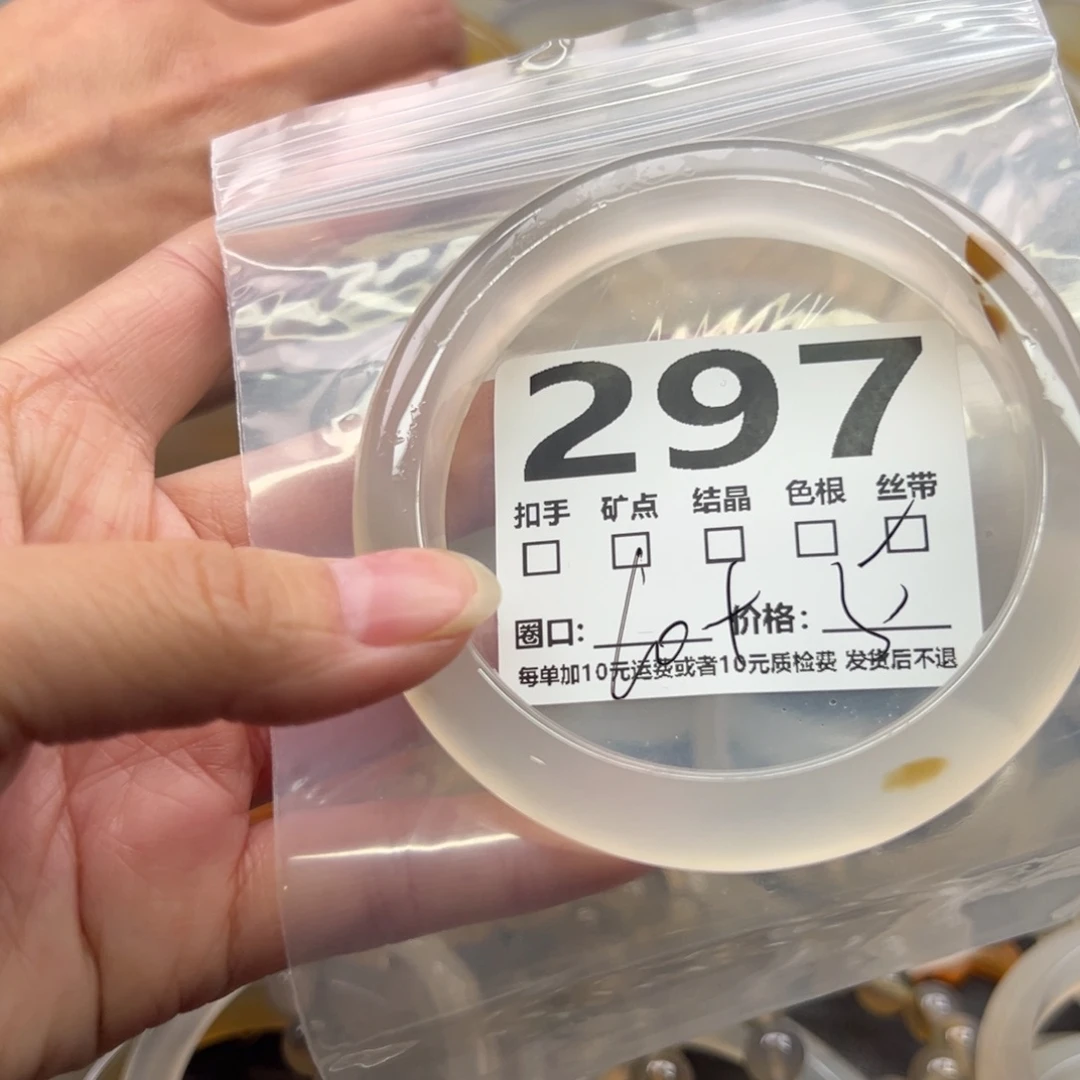 297
扣手 矿点 结晶 色根 丝带
圈口: 价格:
每单加10元运费或者10元质检费 发货后不退